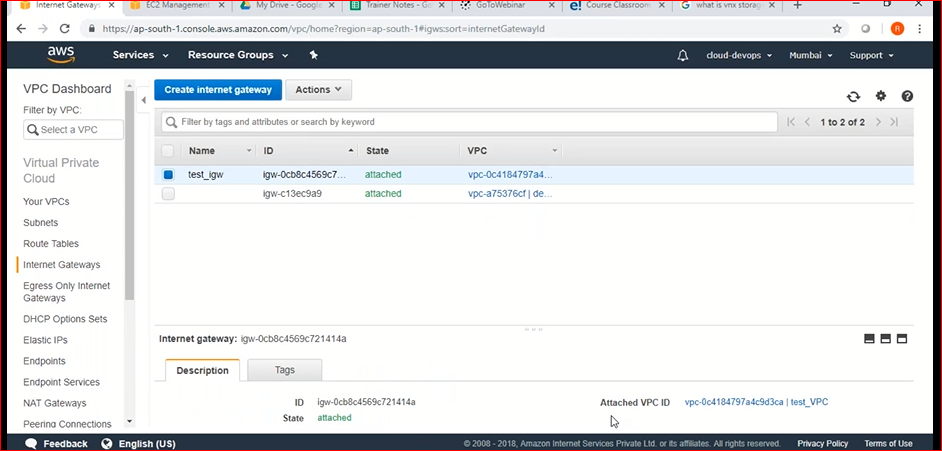 Internet Gateways
EC2 Management
My Drive - Google
Trainer Notes - Go
GoToWebinar
Course Classroom
what is vnx storag
https://ap-south-1.console.aws.amazon.com/vpc/home?region=ap-south-1#igws:sort=internetGatewayId
R
aws
Services
Resource Groups
cloud-devops
Mumbai
Support
VPC Dashboard
Filter by VPC:
Select a VPC
Virtual Private
Cloud
Your VPCs
Subnets
Route Tables
Internet Gateways
Egress Only Internet
Gateways
DHCP Options Sets
Elastic IPs
Endpoints
Endpoint Services
NAT Gateways
Peering Connections
Create internet gateway
Actions
Filter by tags and attributes or search by keyword
1 to 2 of 2
Name ID State VPC
test_igw igw-0cb8c4569c7... attached vpc-0c4184797a4...
igw-c13ec9a9 attached vpc-a75376cf | de...
Internet gateway: igw-0cb8c4569c721414a
Description
Tags
ID igw-0cb8c4569c721414a
Attached VPC ID vpc-0c4184797a4c9d3ca | test_VPC
State attached
Feedback
English (US)
© 2008 - 2018, Amazon Internet Services Private Ltd. or its affiliates. All rights reserved.
Privacy Policy
Terms of Use